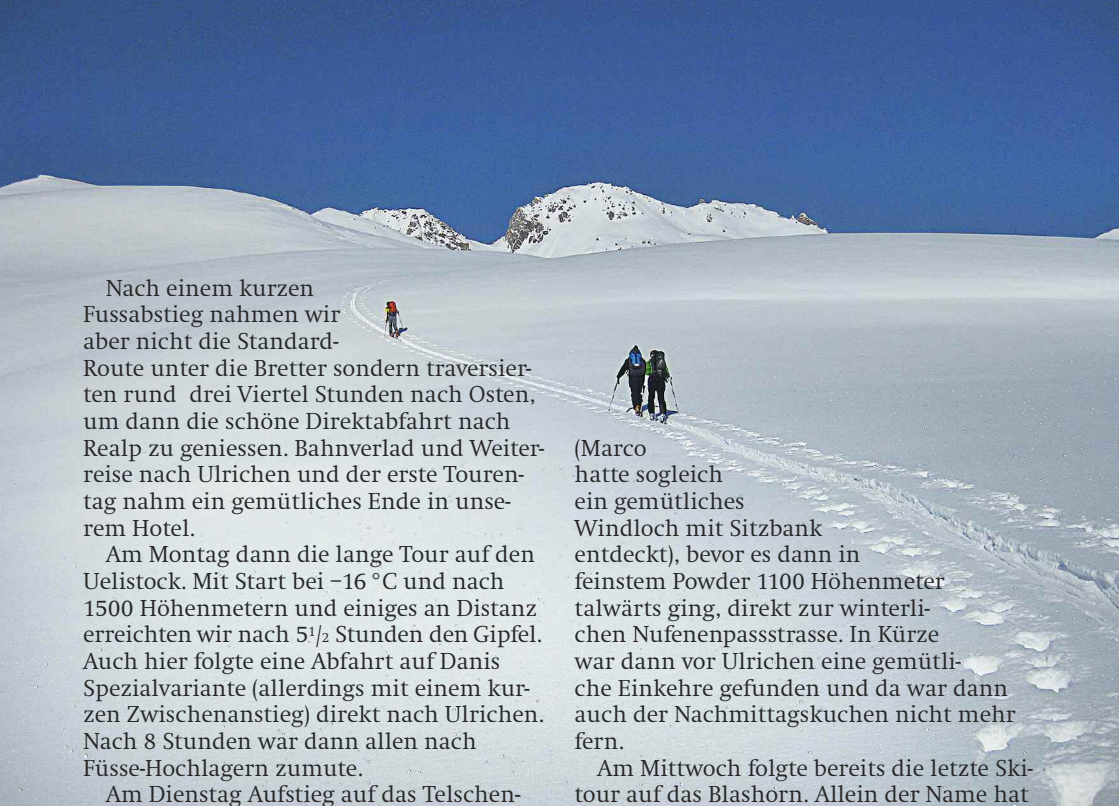 Nach einem kurzen
Fussabstieg nahmen wir
aber nicht die Standard-
Route unter die Bretter sondern traversier-
ten rund drei Viertel Stunden nach Osten,
um dann die schöne Direktabfahrt nach
Realp zu geniessen. Bahnverlad und Weiter-
reise nach Ulrichen und der erste Touren-
tag nahm ein gemütliches Ende in unse-
rem Hotel.
Am Montag dann die lange Tour auf den
Uelistock. Mit Start bei −16 °C und nach
1500 Höhenmetern und einiges an Distanz
erreichten wir nach 5½ Stunden den Gipfel.
Auch hier folgte eine Abfahrt auf Danis
Spezialvariante (allerdings mit einem kur-
zen Zwischenanstieg) direkt nach Ulrichen.
Nach 8 Stunden war dann allen nach
Füsse-Hochlagern zumute.
Am Dienstag Aufstieg auf das Telschen-
(Marco
hatte sogleich
ein gemütliches
Windloch mit Sitzbank
entdeckt), bevor es dann in
feinstem Powder 1100 Höhenmeter
talwärts ging, direkt zur winterli-
chen Nufenenpassstrasse. In Kürze
war dann vor Ulrichen eine gemütli-
che Einkehre gefunden und da war dann
auch der Nachmittagskuchen nicht mehr
fern.
Am Mittwoch folgte bereits die letzte Ski-
tour auf das Blashorn. Allein der Name hat